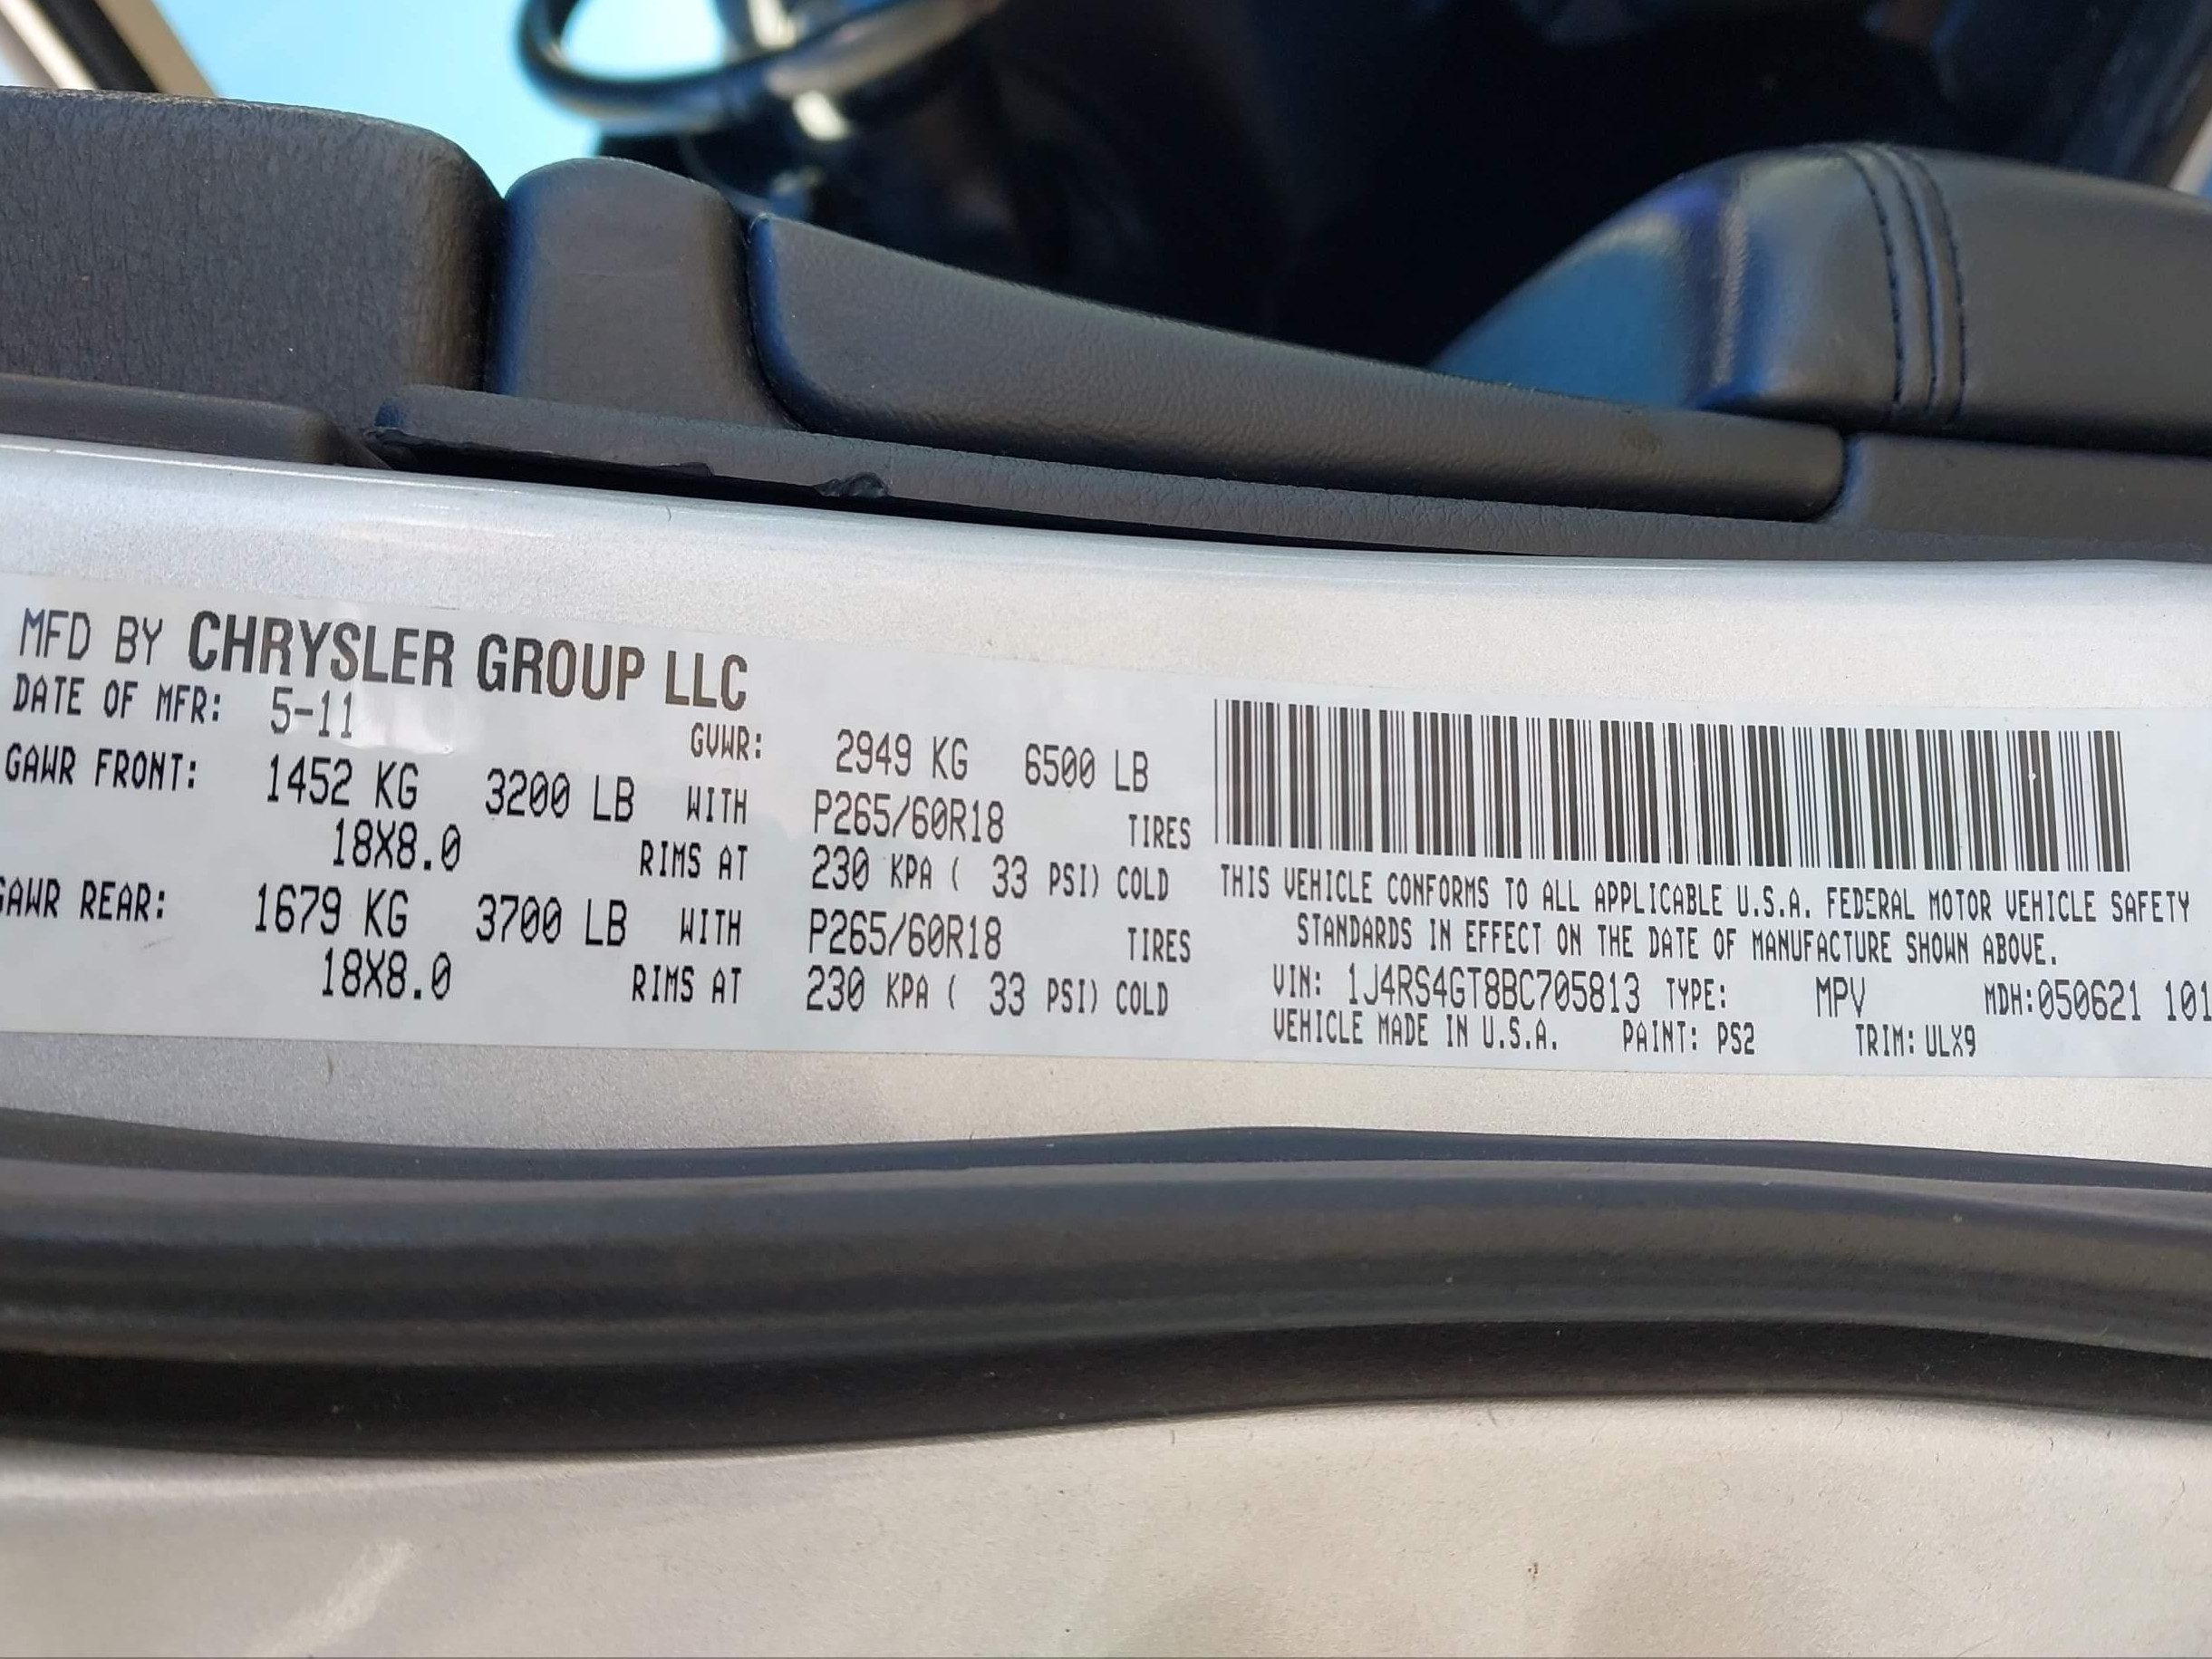 MFD BY CHRYSLER GROUP LLC
DATE OF MFR: 5-11 GVWR: 2949 KG 6500 LB
GAWR FRONT: 1452 KG 3200 LB WITH P265/60R18 TIRES
18X8.0 RIMS AT 230 KPA ( 33 PSI) COLD
GAWR REAR: 1679 KG 3700 LB WITH P265/60R18 TIRES
18X8.0 RIMS AT 230 KPA ( 33 PSI) COLD
THIS VEHICLE CONFORMS TO ALL APPLICABLE U.S.A. FEDERAL MOTOR VEHICLE SAFETY
STANDARDS IN EFFECT ON THE DATE OF MANUFACTURE SHOWN ABOVE.
VIN: 1J4RS4GT8BC705813 TYPE: MPV MDH:050621 101
VEHICLE MADE IN U.S.A. PAINT: PS2 TRIM: ULX9